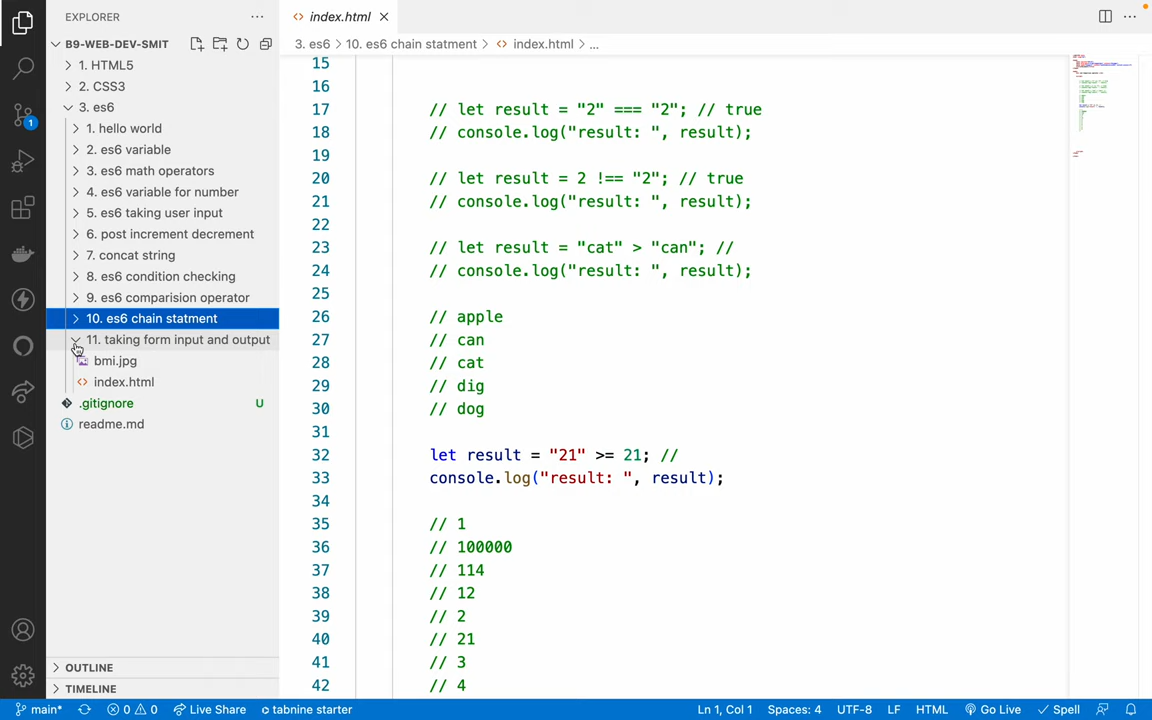 EXPLORER
B9-WEB-DEV-SMIT
1. HTML5
2. CSS3
3. es6
1. hello world
2. es6 variable
3. es6 math operators
4. es6 variable for number
5. es6 taking user input
6. post increment decrement
7. concat string
8. es6 condition checking
9. es6 comparision operator
10. es6 chain statment
11. taking form input and output
bmi.jpg
index.html
.gitignore U
readme.md
OUTLINE
TIMELINE
1
index.html
3. es6 > 10. es6 chain statment > index.html > ...
15
16
17 // let result = "2" === "2"; // true
18 // console.log("result: ", result);
19
20 // let result = 2 !== "2"; // true
21 // console.log("result: ", result);
22
23 // let result = "cat" > "can"; //
24 // console.log("result: ", result);
25
26 // apple
27 // can
28 // cat
29 // dig
30 // dog
31
32 let result = "21" >= 21; //
33 console.log("result: ", result);
34
35 // 1
36 // 100000
37 // 114
38 // 12
39 // 2
40 // 21
41 // 3
42 // 4
main* 0 0 Live Share tabnine starter Ln 1, Col 1 Spaces: 4 UTF-8 LF HTML Go Live Spell